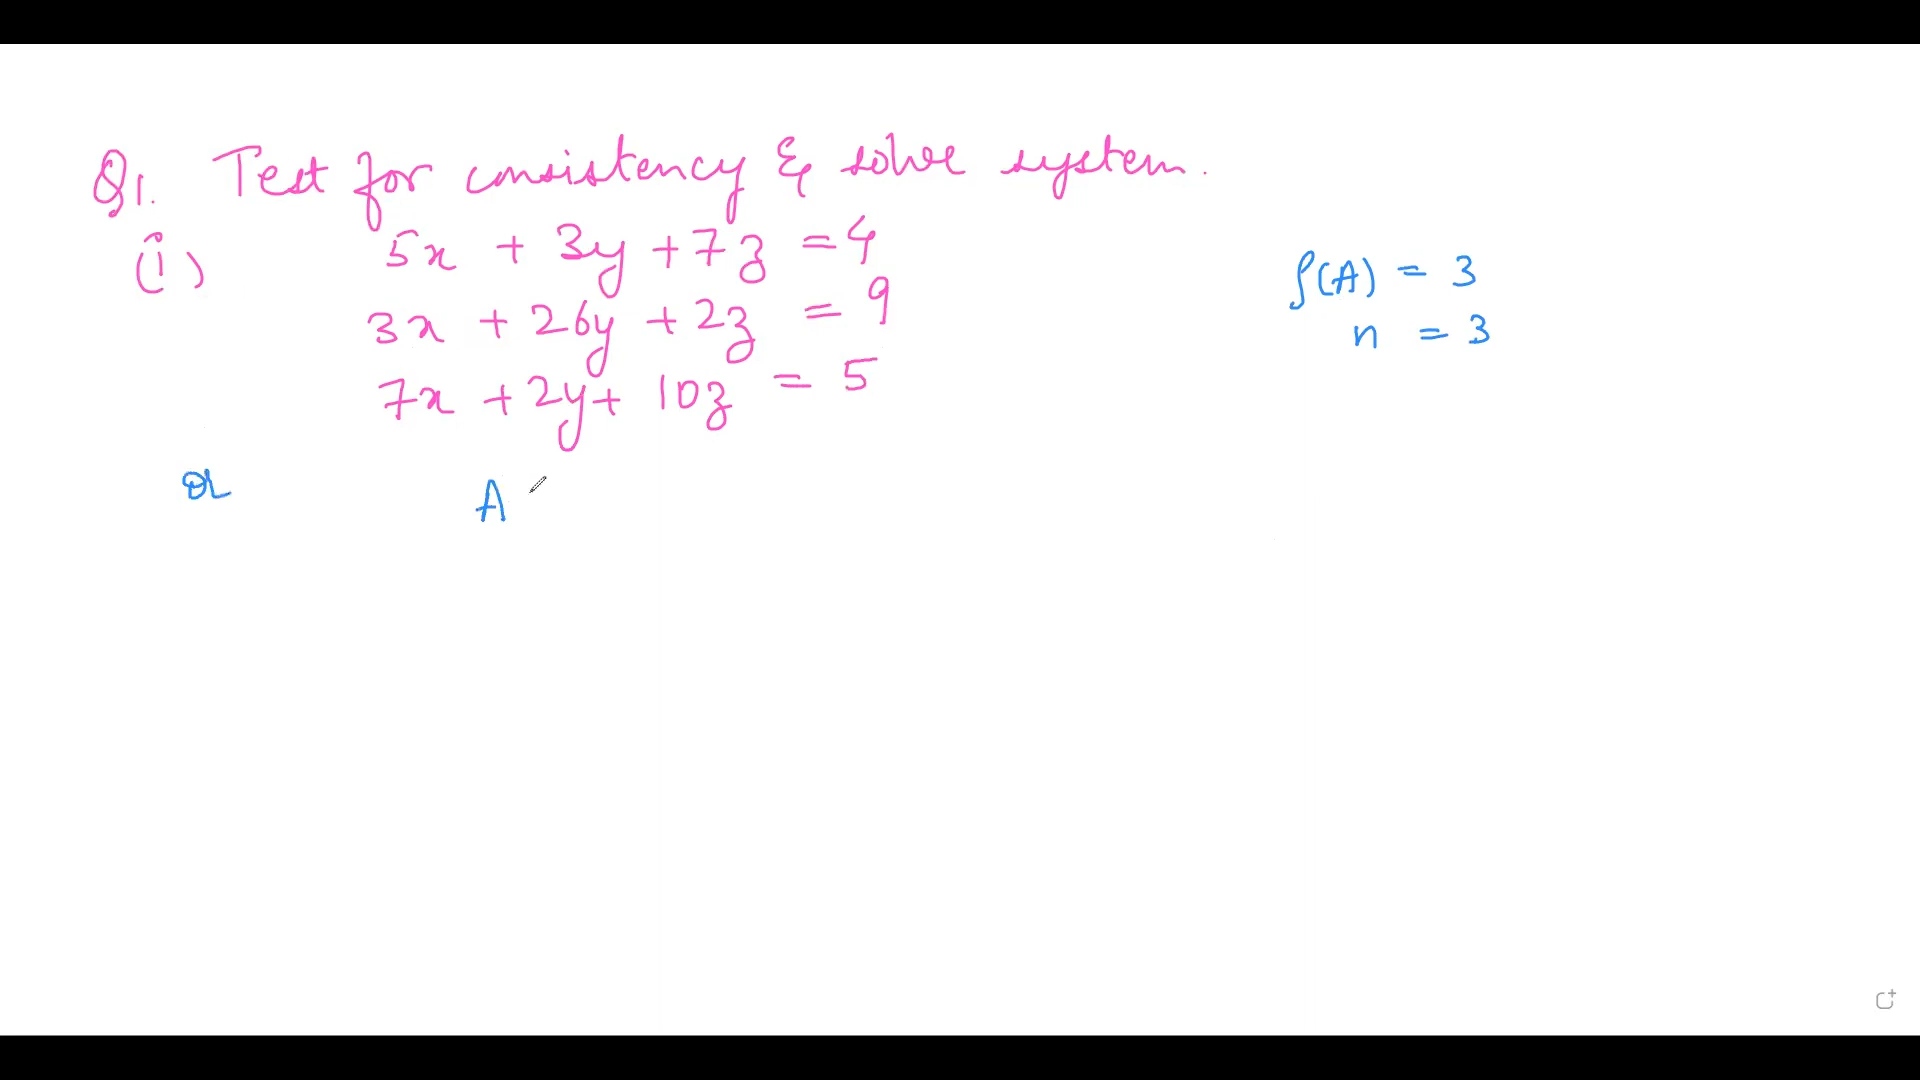 Q1. Test for consistency & solve system.
(i) 5x + 3y + 7z = 4
3x + 26y + 2z = 9
7x + 2y + 10z = 5
ρ(A) = 3
n = 3
or A